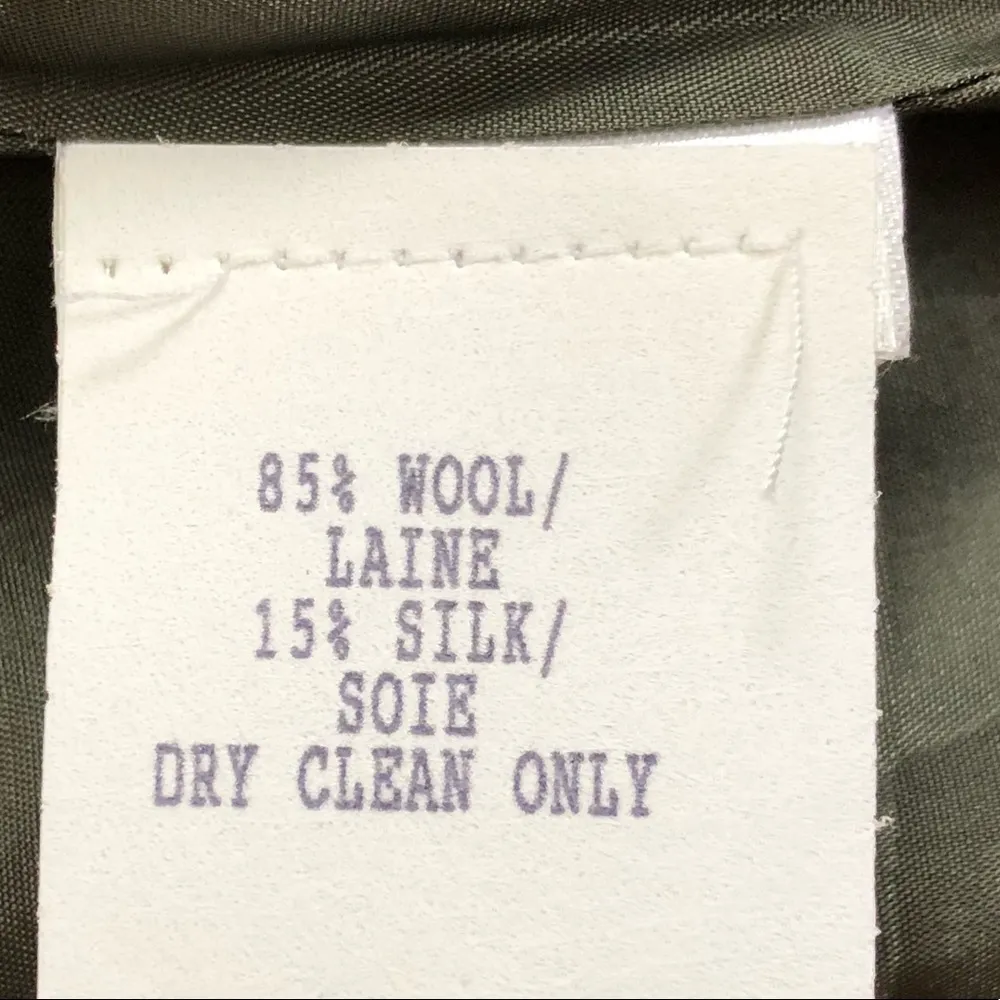 85% WOOL/
LAINE
15% SILK/
SOIE
DRY CLEAN ONLY